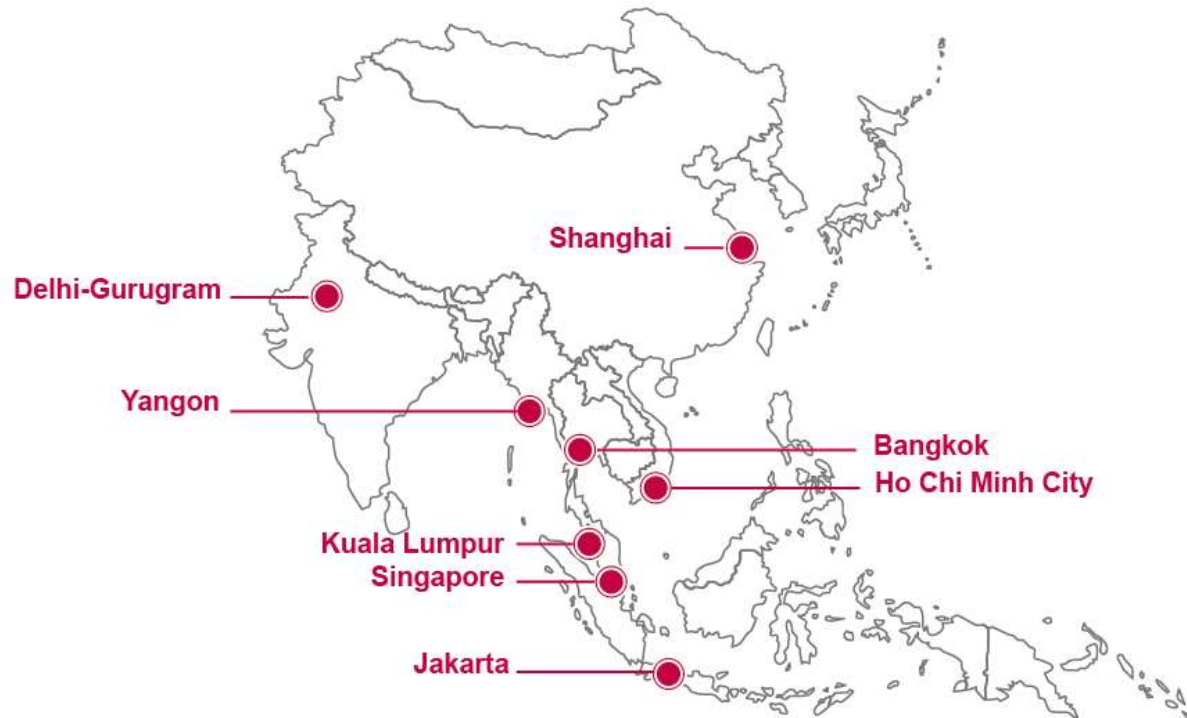 Shanghai
Delhi-Gurugram
Yangon
Bangkok
Ho Chi Minh City
Kuala Lumpur
Singapore
Jakarta